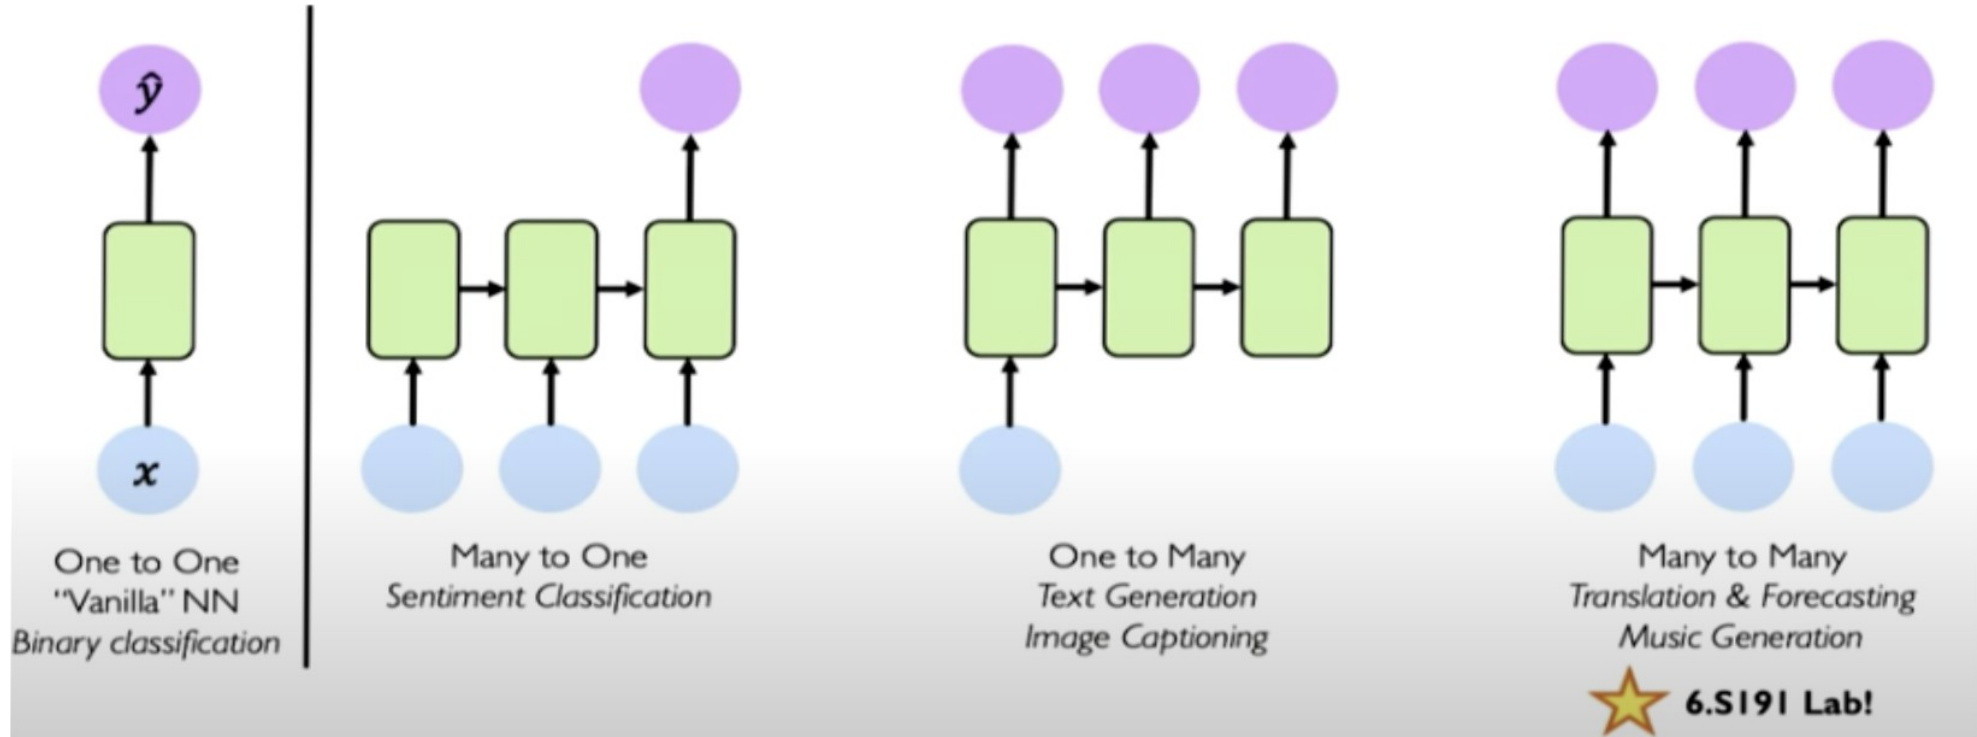 ŷ
x
One to One
"Vanilla" NN
Binary classification
Many to One
Sentiment Classification
One to Many
Text Generation
Image Captioning
Many to Many
Translation & Forecasting
Music Generation
6.S191 Lab!